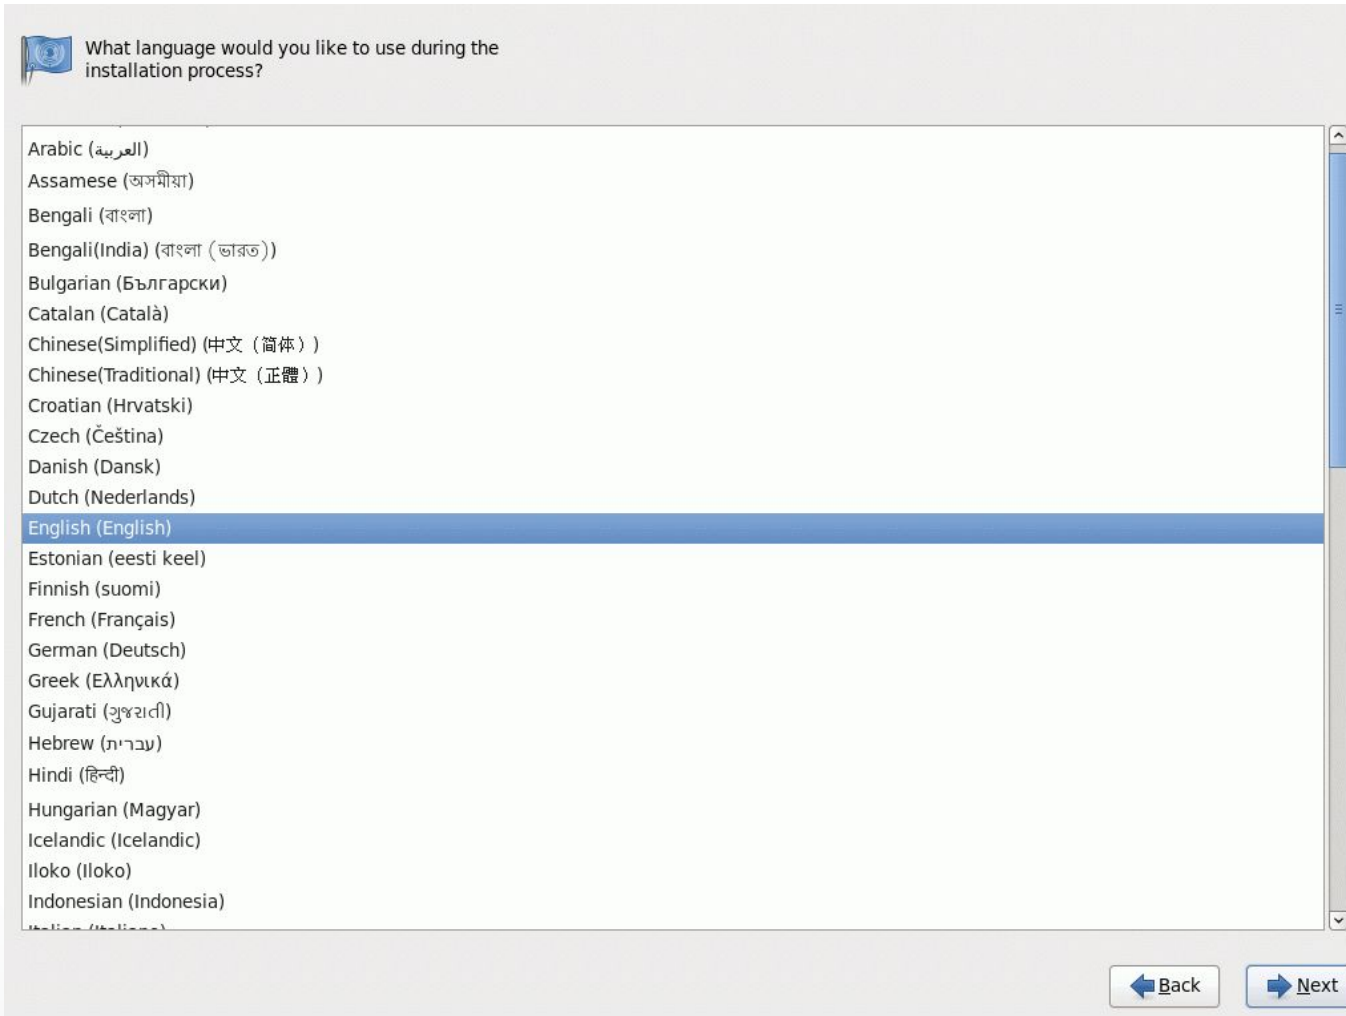 What language would you like to use during the
installation process?
Arabic (العربية)
Assamese (অসমীয়া)
Bengali (বাংলা)
Bengali(India) (বাংলা (ভারত))
Bulgarian (Български)
Catalan (Català)
Chinese(Simplified) (中文（简体）)
Chinese(Traditional) (中文（正體）)
Croatian (Hrvatski)
Czech (Čeština)
Danish (Dansk)
Dutch (Nederlands)
English (English)
Estonian (eesti keel)
Finnish (suomi)
French (Français)
German (Deutsch)
Greek (Ελληνικά)
Gujarati (ગુજરાતી)
Hebrew (עברית)
Hindi (हिन्दी)
Hungarian (Magyar)
Icelandic (Icelandic)
Iloko (Iloko)
Indonesian (Indonesia)
Italian (Italiano)
Back
Next